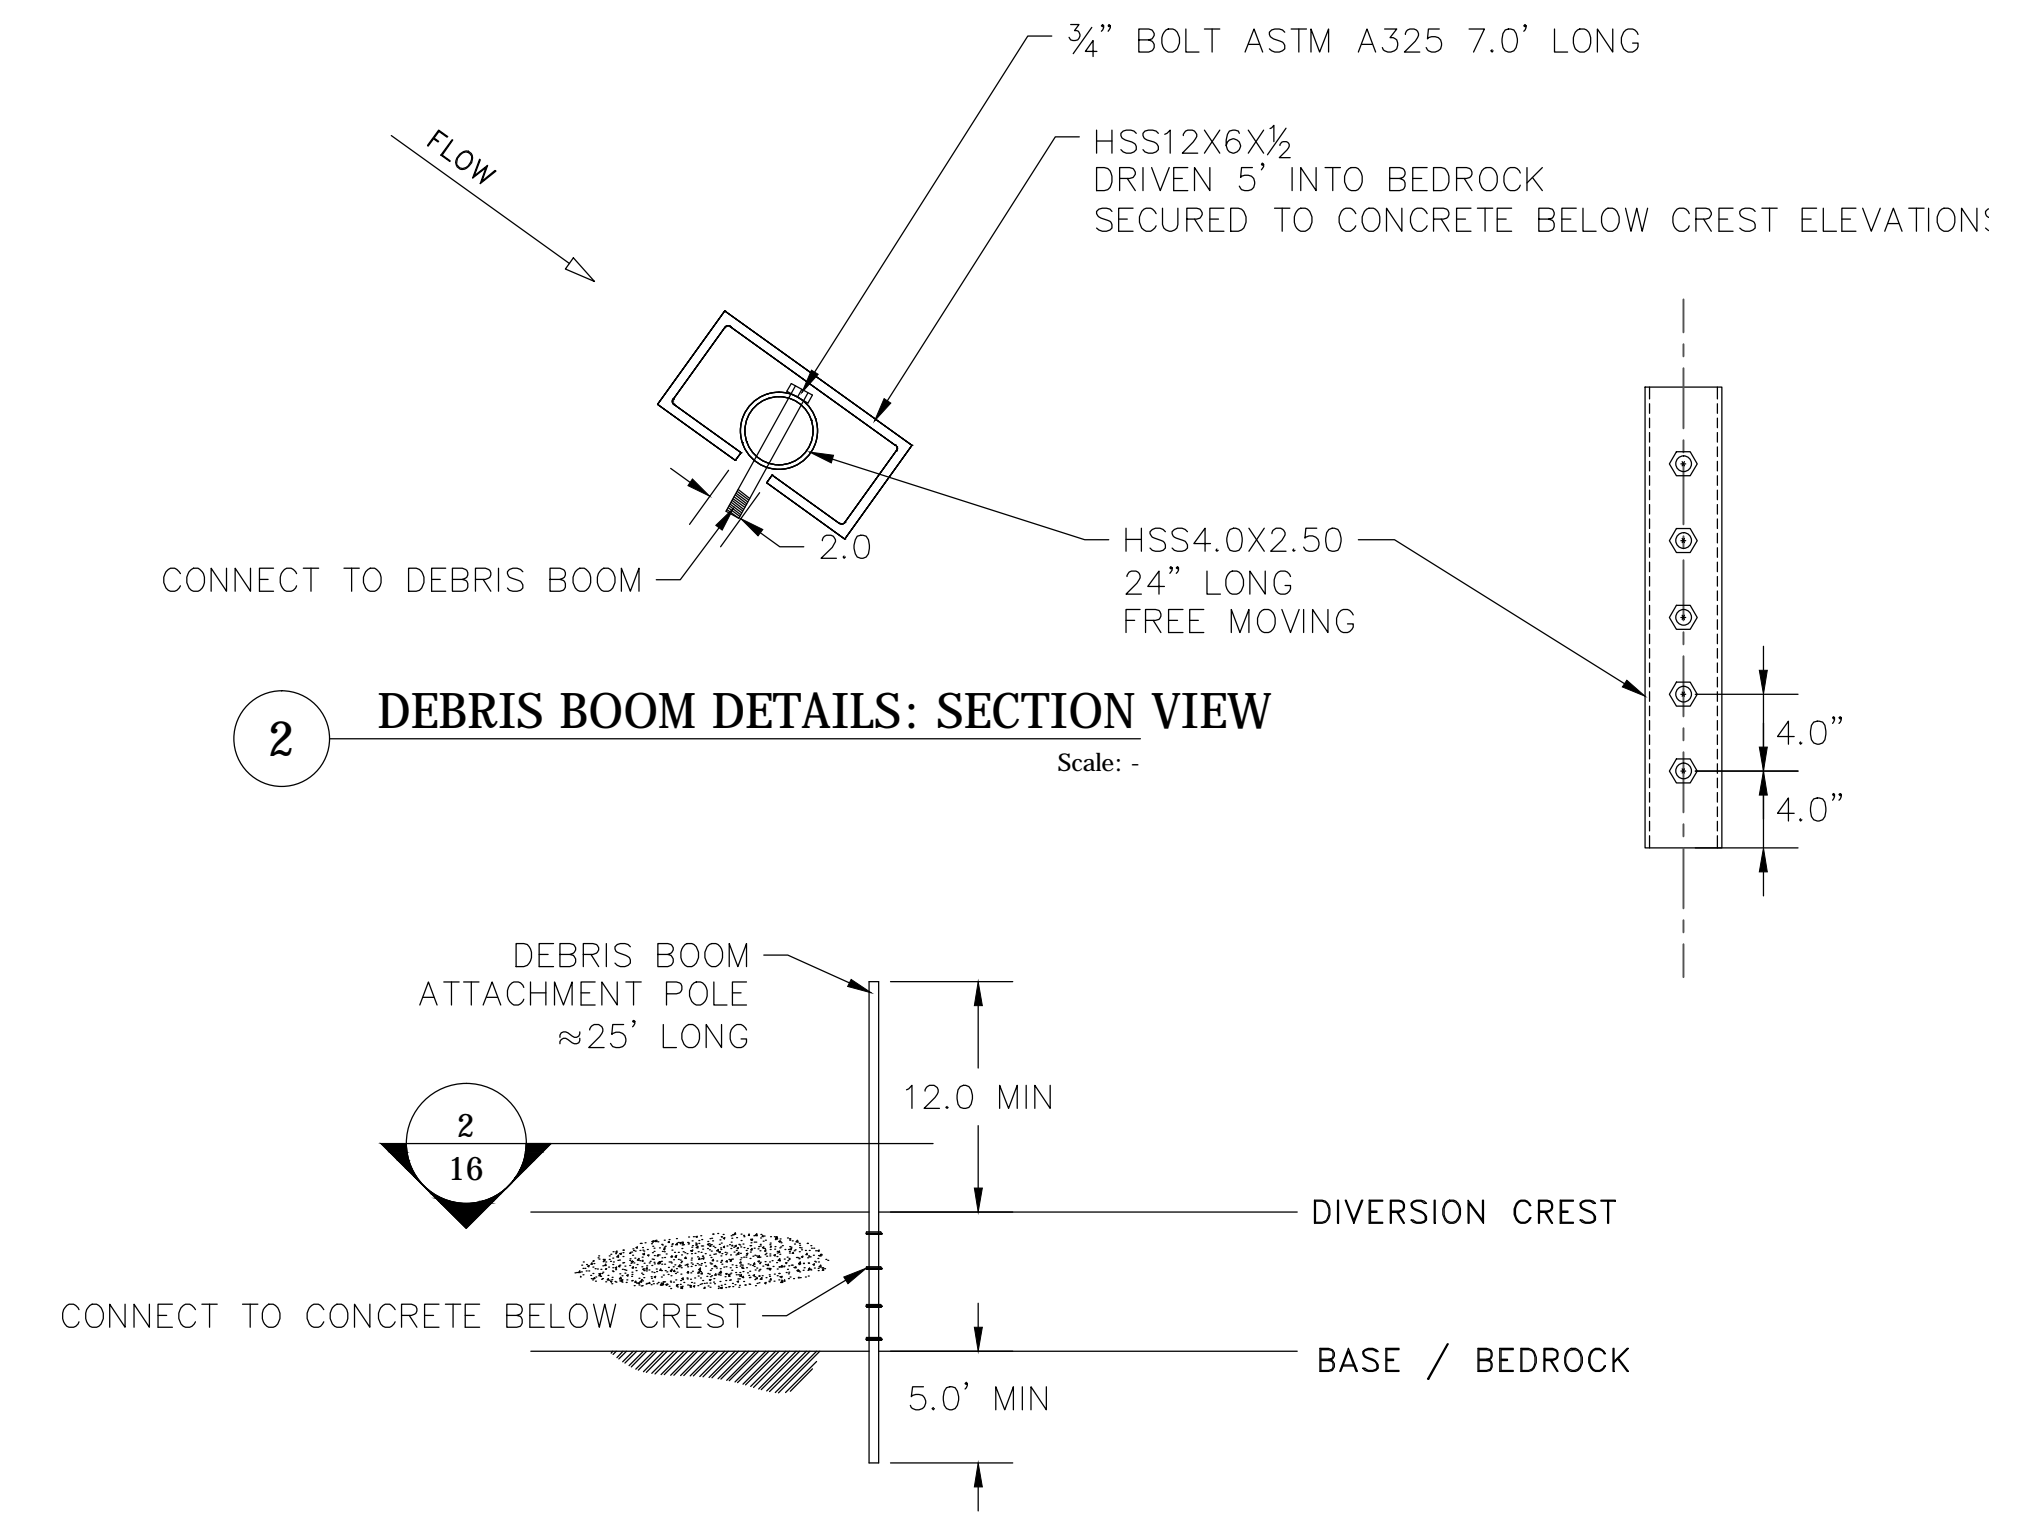 ¾” BOLT ASTM A325 7.0’ LONG
FLOW
HSS12X6X½
DRIVEN 5’ INTO BEDROCK
SECURED TO CONCRETE BELOW CREST ELEVATIONS
2.0
CONNECT TO DEBRIS BOOM
HSS4.0X2.50
24” LONG
FREE MOVING
2
DEBRIS BOOM DETAILS: SECTION VIEW
Scale: -
4.0”
4.0”
DEBRIS BOOM
ATTACHMENT POLE
≈25’ LONG
12.0 MIN
2
16
DIVERSION CREST
CONNECT TO CONCRETE BELOW CREST
BASE / BEDROCK
5.0’ MIN